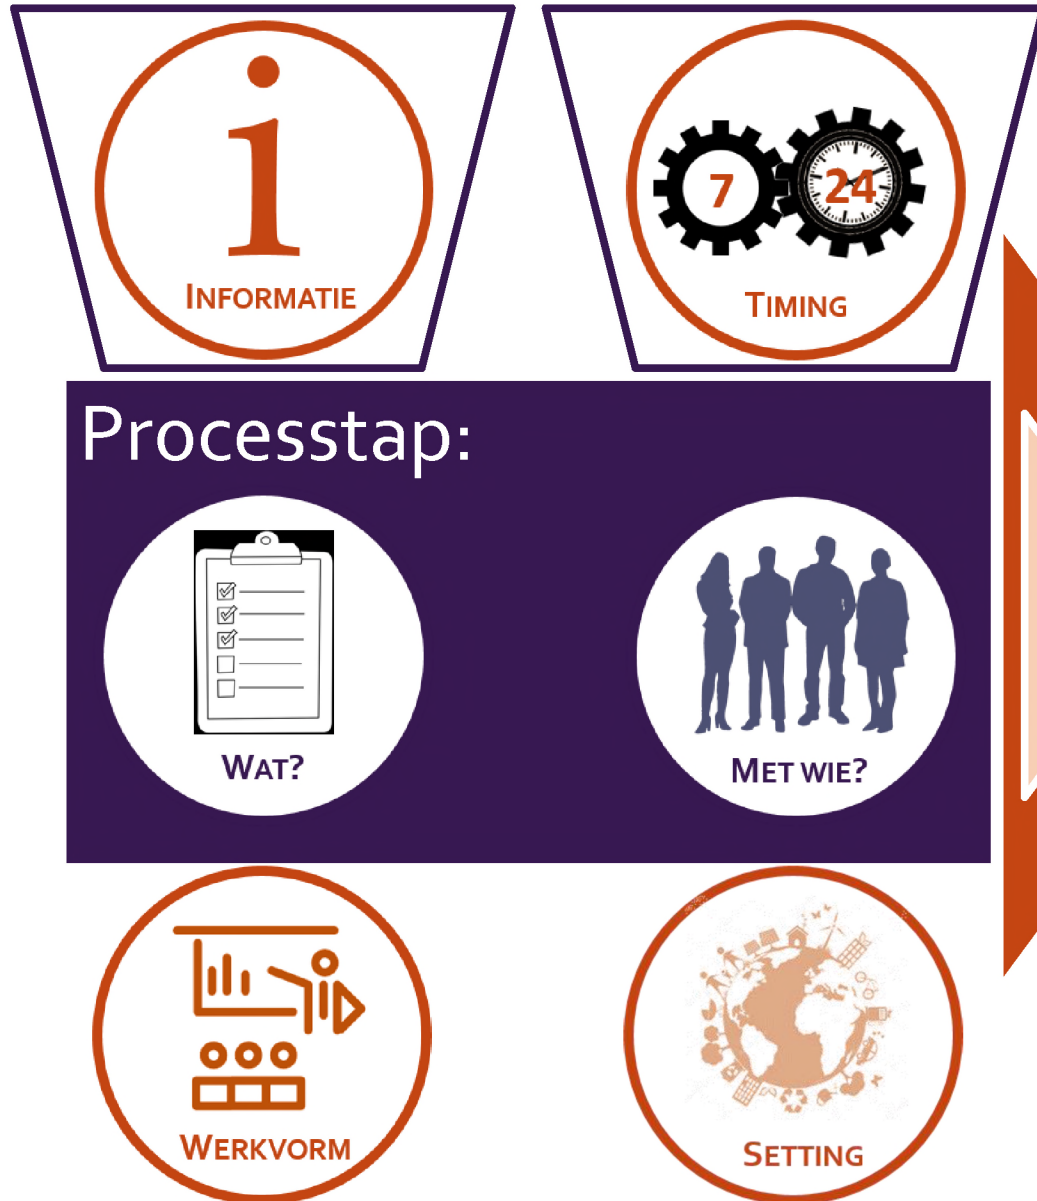 i
7 24
INFORMATIE
TIMING
Processtap:
WAT?
MET WIE?
WERKVORM
SETTING